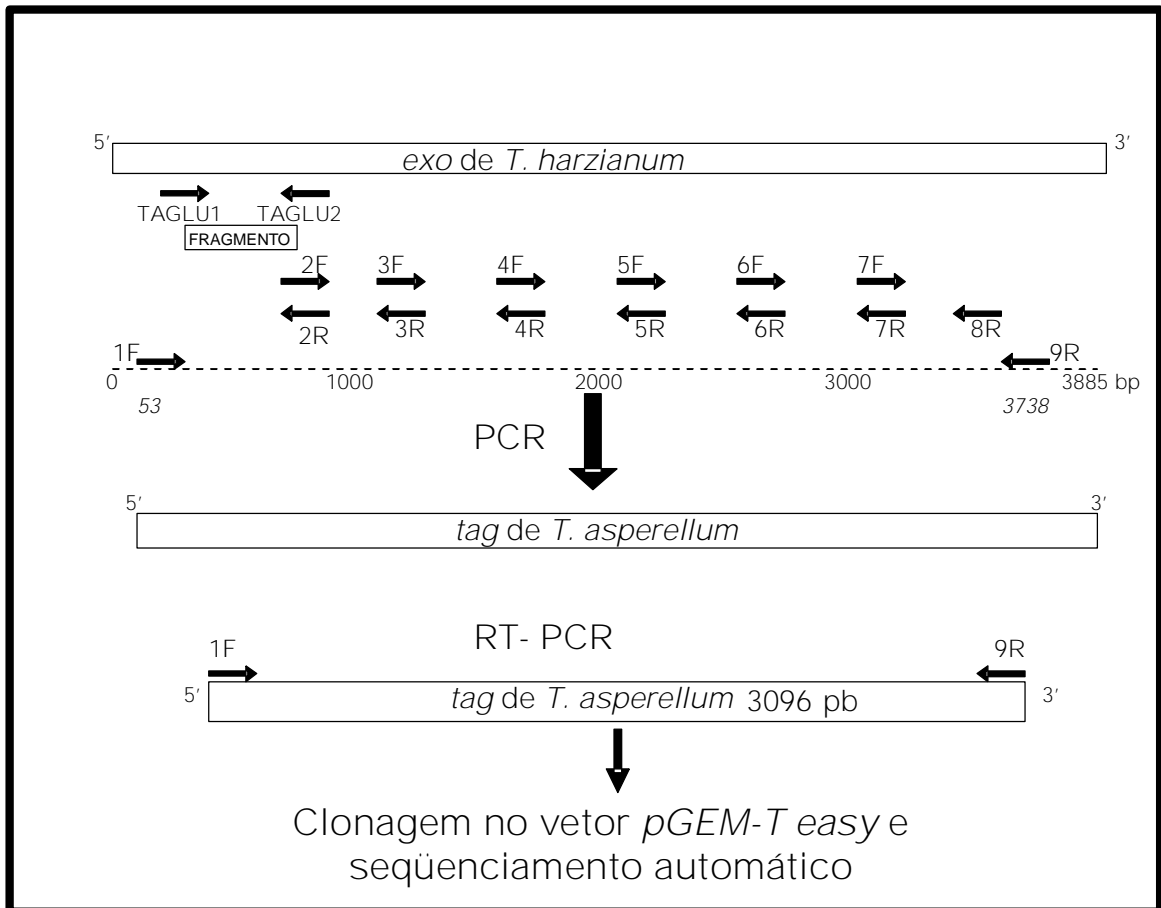 5′ 3′
exo de T. harzianum
TAGLU1 TAGLU2
FRAGMENTO
2F 3F 4F 5F 6F 7F
2R 3R 4R 5R 6R 7R 8R
1F 9R
0 1000 2000 3000 3885 bp
53 3738
PCR
5′ 3′
tag de T. asperellum
RT- PCR
1F 9R
5′ 3′
tag de T. asperellum 3096 pb
Clonagem no vetor pGEM-T easy e
seqüenciamento automático